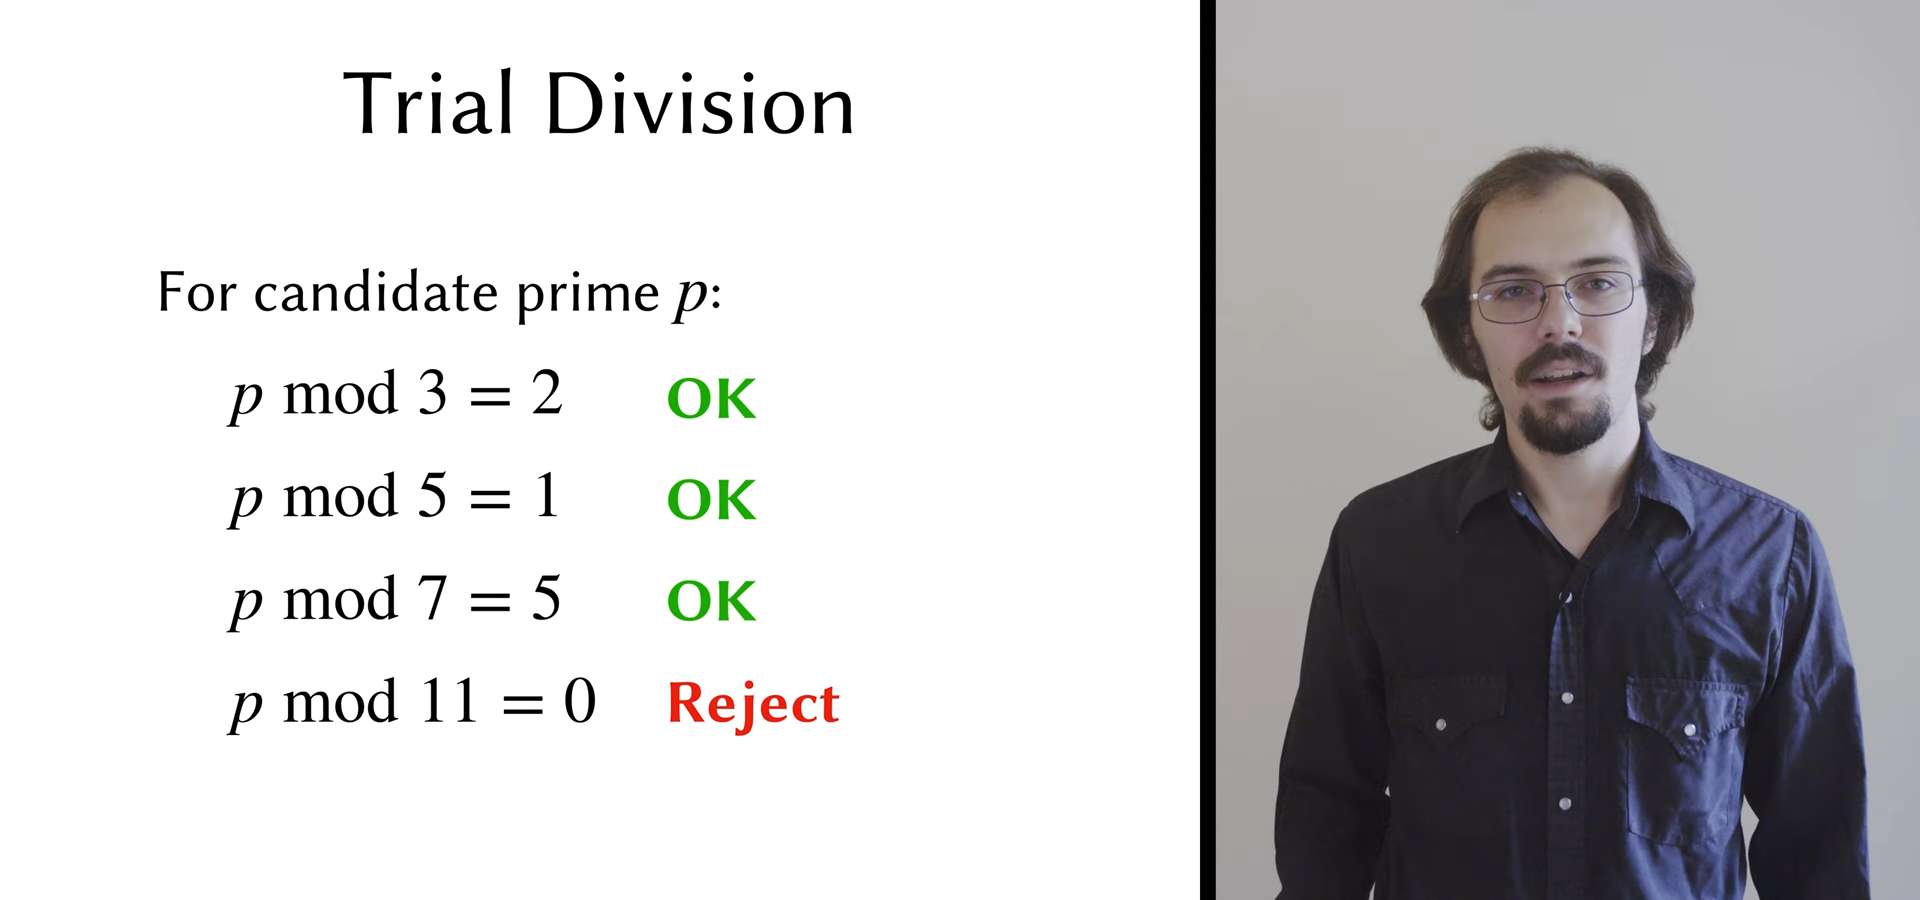 Trial Division
For candidate prime p:
p mod 3 = 2 OK
p mod 5 = 1 OK
p mod 7 = 5 OK
p mod 11 = 0 Reject